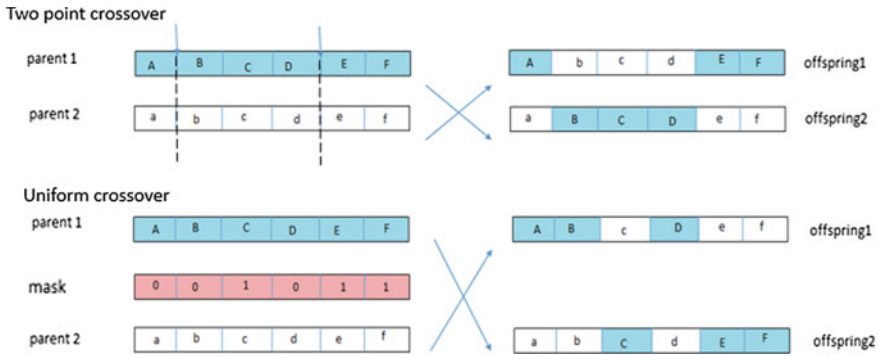 Two point crossover
parent 1 A B C D E F A b c d E F offspring1
parent 2 a b c d e f a B C D e f offspring2
Uniform crossover
parent 1 A B C D E F A B c D e f offspring1
mask 0 0 1 0 1 1
parent 2 a b c d e f a b C d E F offspring2